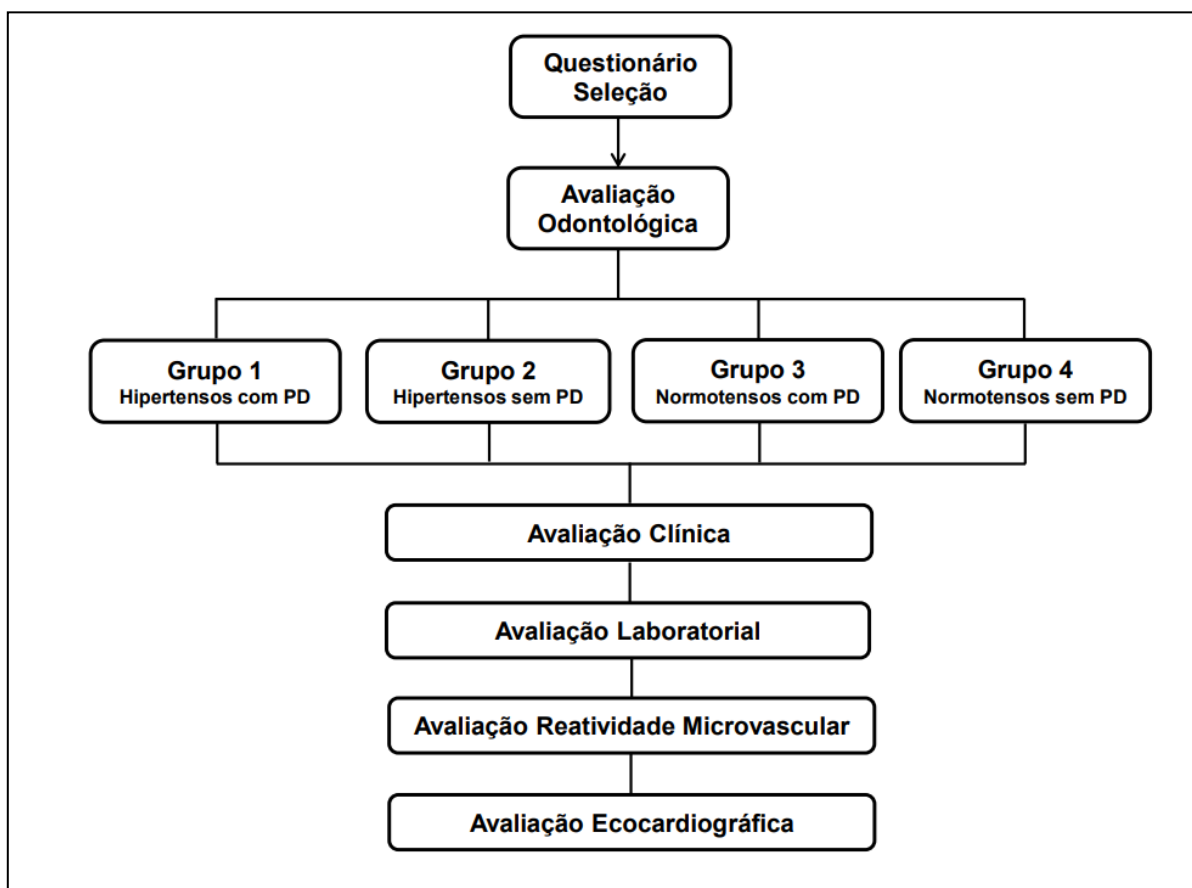 Questionário
Seleção
Avaliação
Odontológica
Grupo 1
Hipertensos com PD
Grupo 2
Hipertensos sem PD
Grupo 3
Normotensos com PD
Grupo 4
Normotensos sem PD
Avaliação Clínica
Avaliação Laboratorial
Avaliação Reatividade Microvascular
Avaliação Ecocardiográfica